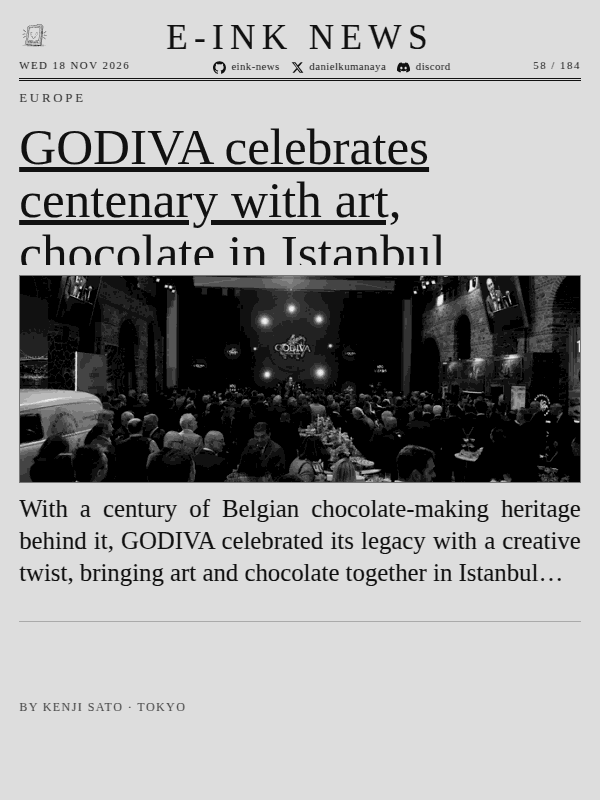 E-INK NEWS
WED 18 NOV 2026
eink-news
danielkumanaya
discord
58 / 184
EUROPE
GODIVA celebrates
centenary with art,
chocolate in Istanbul
GODIVA
With a century of Belgian chocolate-making heritage
behind it, GODIVA celebrated its legacy with a creative
twist, bringing art and chocolate together in Istanbul…
BY KENJI SATO · TOKYO